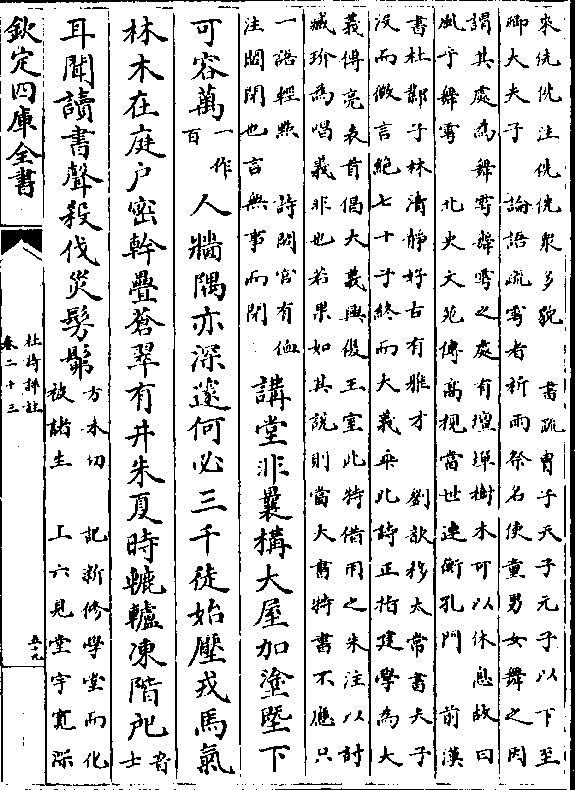 來侁侁注侁侁衆多貌　書疏胄子天子元子以下至
卿大夫子　論語疏雩者祈雨祭名使童男女舞之因
謂其處為舞雩舞雩之處有壇墠樹木可以休息故曰
風乎舞雩　北史文苑傳髙視當世連衡孔門　前漢
書杜鄴子林清靜好古有雅才　劉歆移太常書夫子
没而微言絶七十子終而大義乖此詩正指建學為大
義傅亮表首倡大義興復王室此特借用之朱注以討
臧玠為唱義非也若果如其說則當大書特書不應只
一語輕㸃　詩閟宫有侐
注閟閉也言無事而閉
講堂非曩構大屋加塗墍下
可容萬一作百人牆隅亦深邃何必三千徒始壓戎馬氣
林木在庭户密幹疊蒼翠有井朱夏時轆轤凍階戺音士
耳聞讀書聲殺伐災髣髴
方未切　記新修學堂而化
被諸生　上六見堂宇寛深
欽定四庫全書
杜詩詳註
卷二十三
五十九